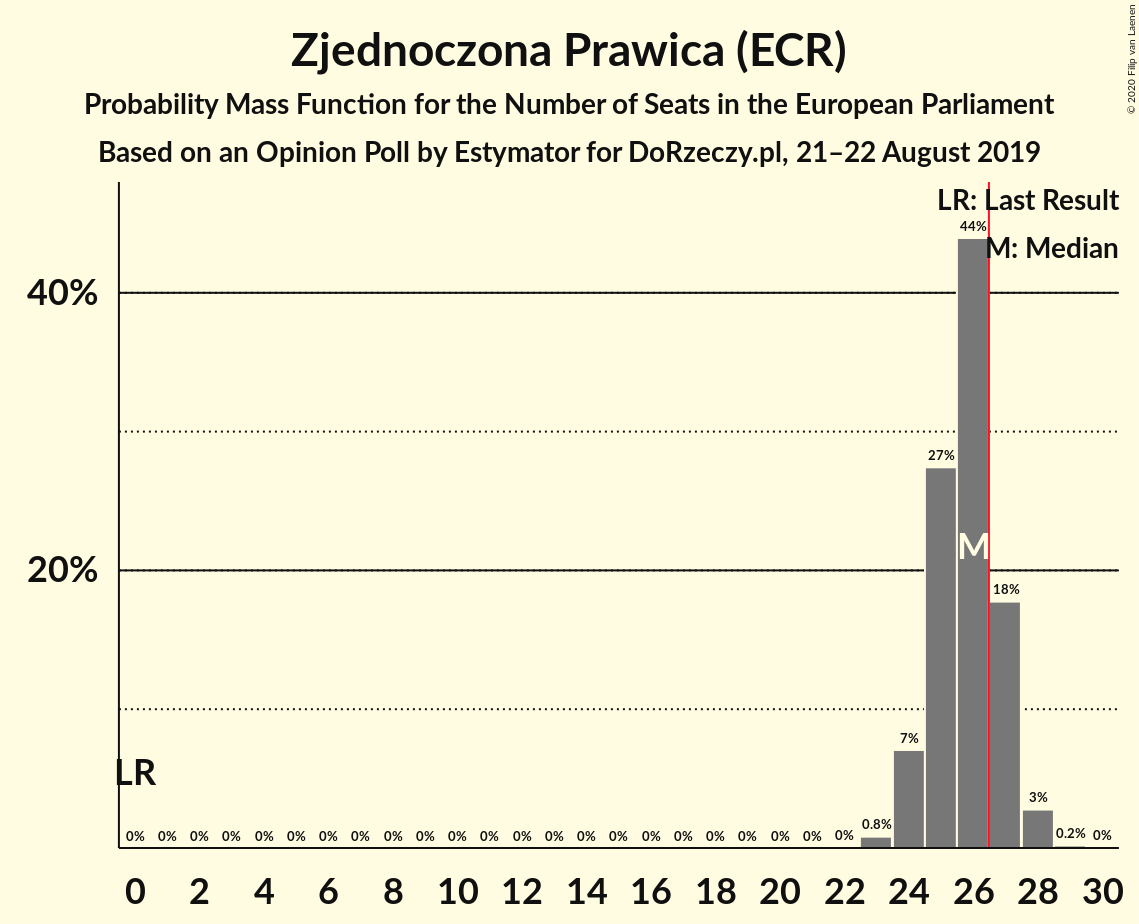 Zjednoczona Prawica (ECR)
Probability Mass Function for the Number of Seats in the European Parliament
Based on an Opinion Poll by Estymator for DoRzeczy.pl, 21–22 August 2019
© 2020 Filip van Laenen
LR: Last Result
M: Median
44%
40%
27%
M
20%
18%
7%
LR
3%
0% 0% 0% 0% 0% 0% 0% 0% 0% 0% 0% 0% 0% 0% 0% 0% 0% 0% 0% 0% 0% 0% 0% 0.8% 0.2% 0%
0 2 4 6 8 10 12 14 16 18 20 22 24 26 28 30